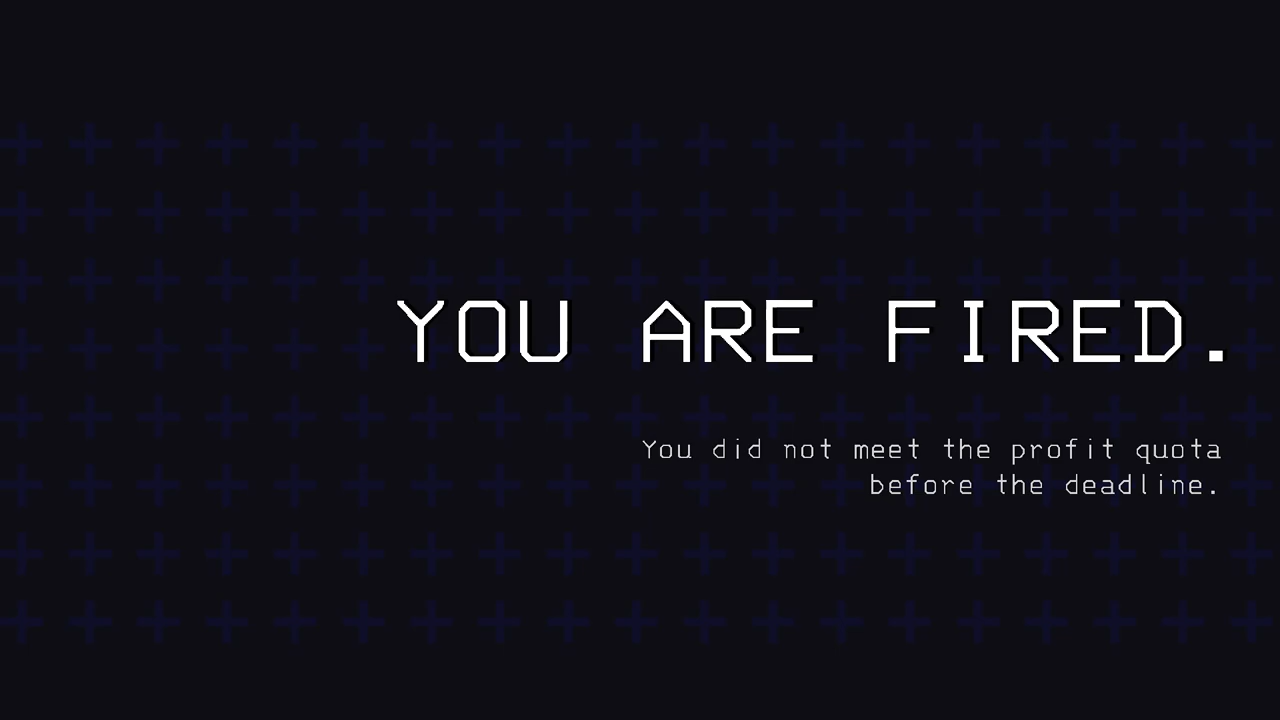 YOU ARE FIRED.
You did not meet the profit quota
before the deadline.